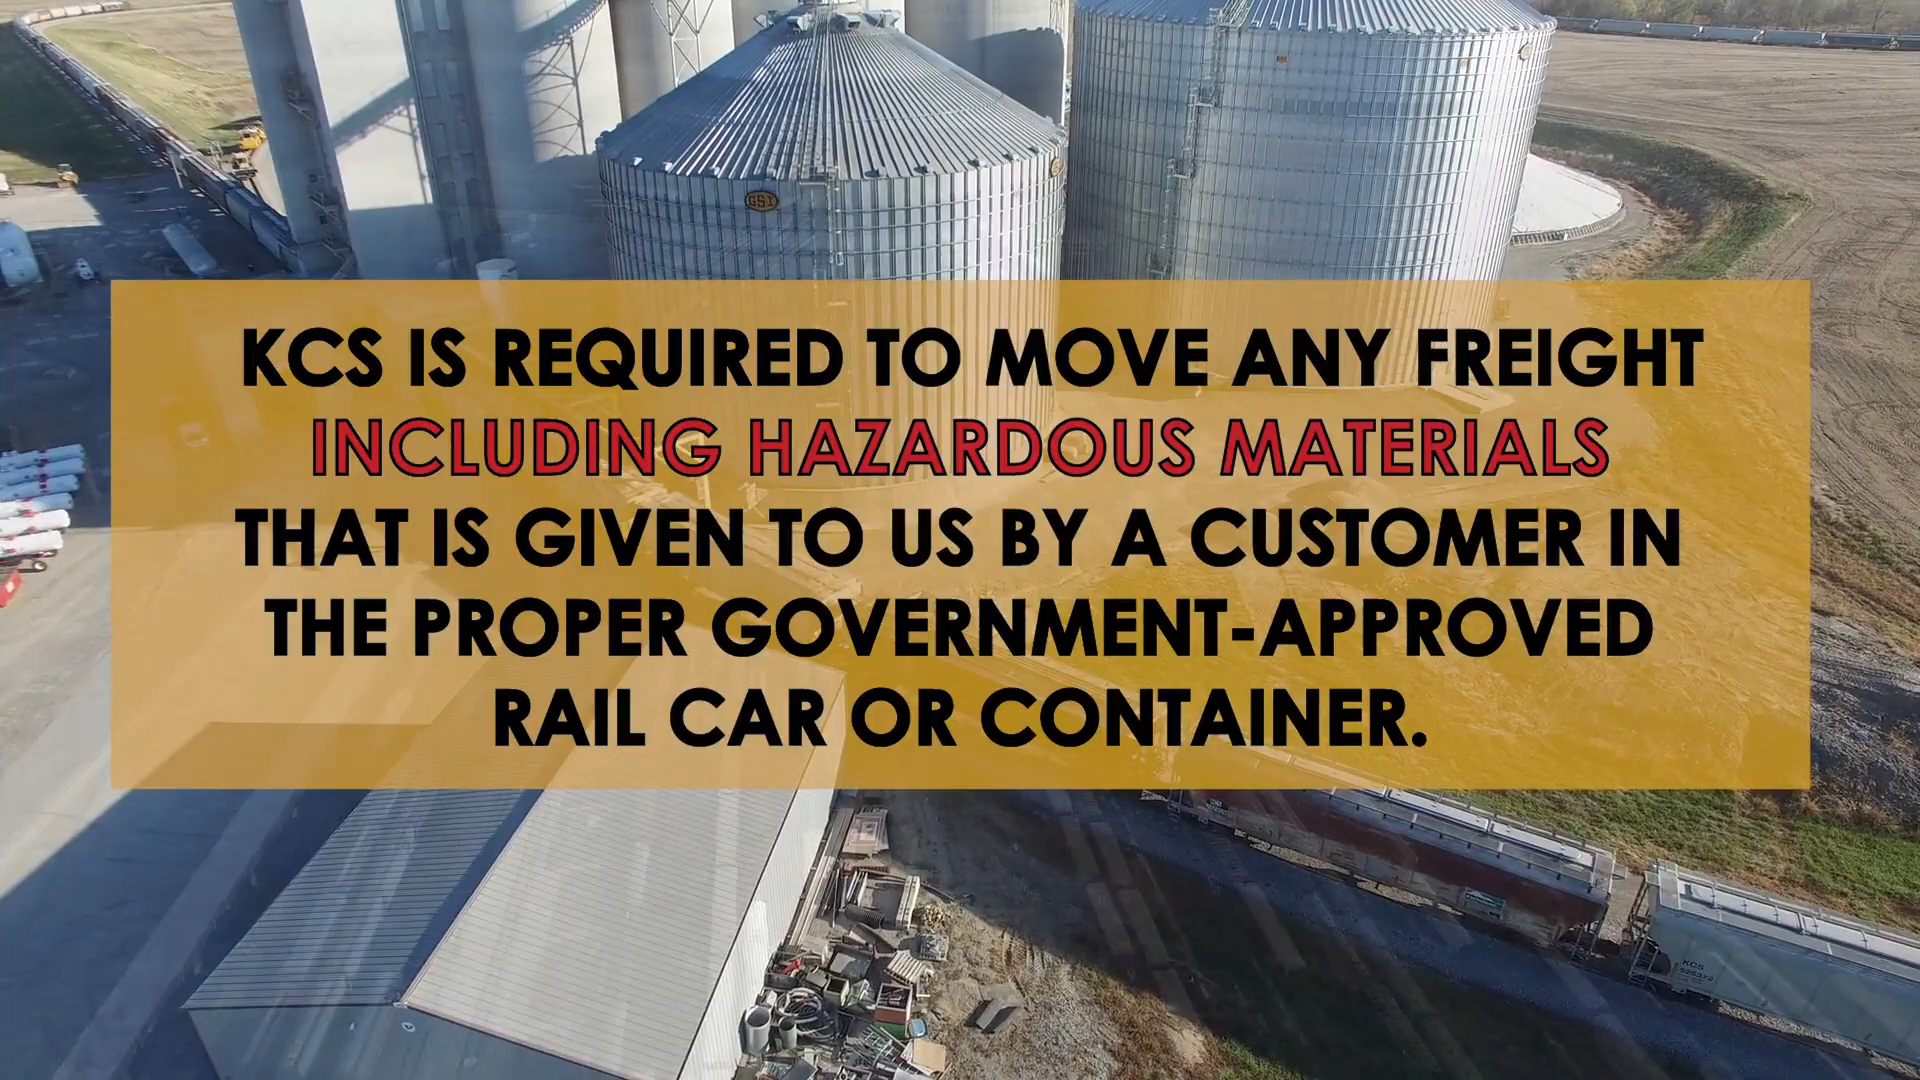 GSI
KCS IS REQUIRED TO MOVE ANY FREIGHT
INCLUDING HAZARDOUS MATERIALS
THAT IS GIVEN TO US BY A CUSTOMER IN
THE PROPER GOVERNMENT-APPROVED
RAIL CAR OR CONTAINER.
KCS